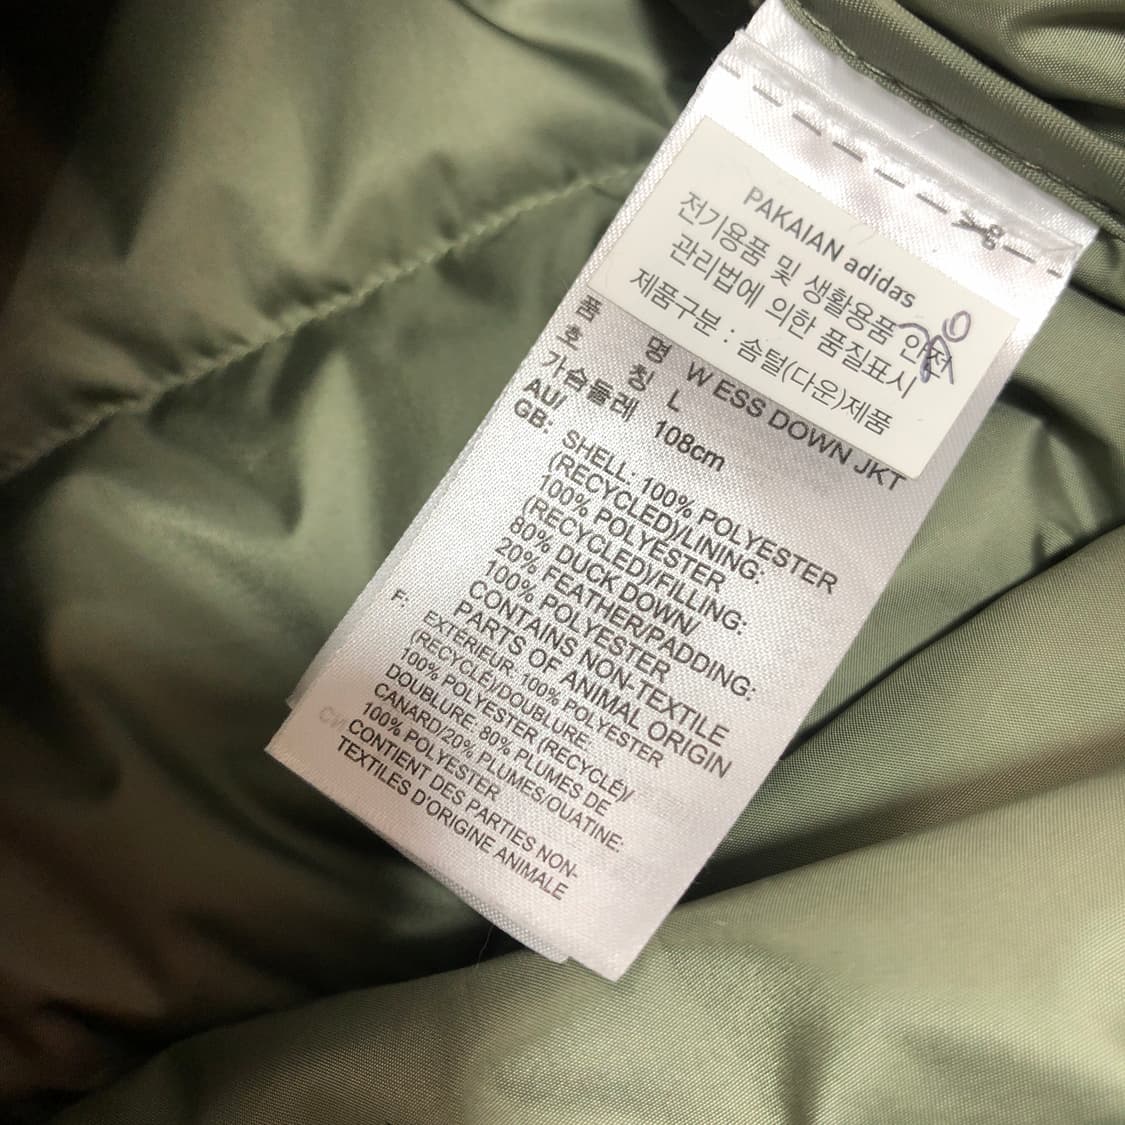 PAKAIAN adidas
전기용품 및 생활용품 안전
관리법에 의한 품질표시
제품구분 : 솜털(다운)제품
품 명 W ESS DOWN JKT
호 칭 L
가슴둘레 108cm
AU/
GB: SHELL: 100% POLYESTER
(RECYCLED)/LINING:
100% POLYESTER
(RECYCLED)/FILLING:
80% DUCK DOWN/
20% FEATHER/PADDING:
100% POLYESTER
CONTAINS NON-TEXTILE
PARTS OF ANIMAL ORIGIN
F: EXTÉRIEUR: 100% POLYESTER
(RECYCLÉ)/DOUBLURE:
100% POLYESTER (RECYCLÉ)/
DOUBLURE: 80% PLUMES DE
CANARD/20% PLUMES/OUATINE:
100% POLYESTER
CONTIENT DES PARTIES NON-
TEXTILES D'ORIGINE ANIMALE